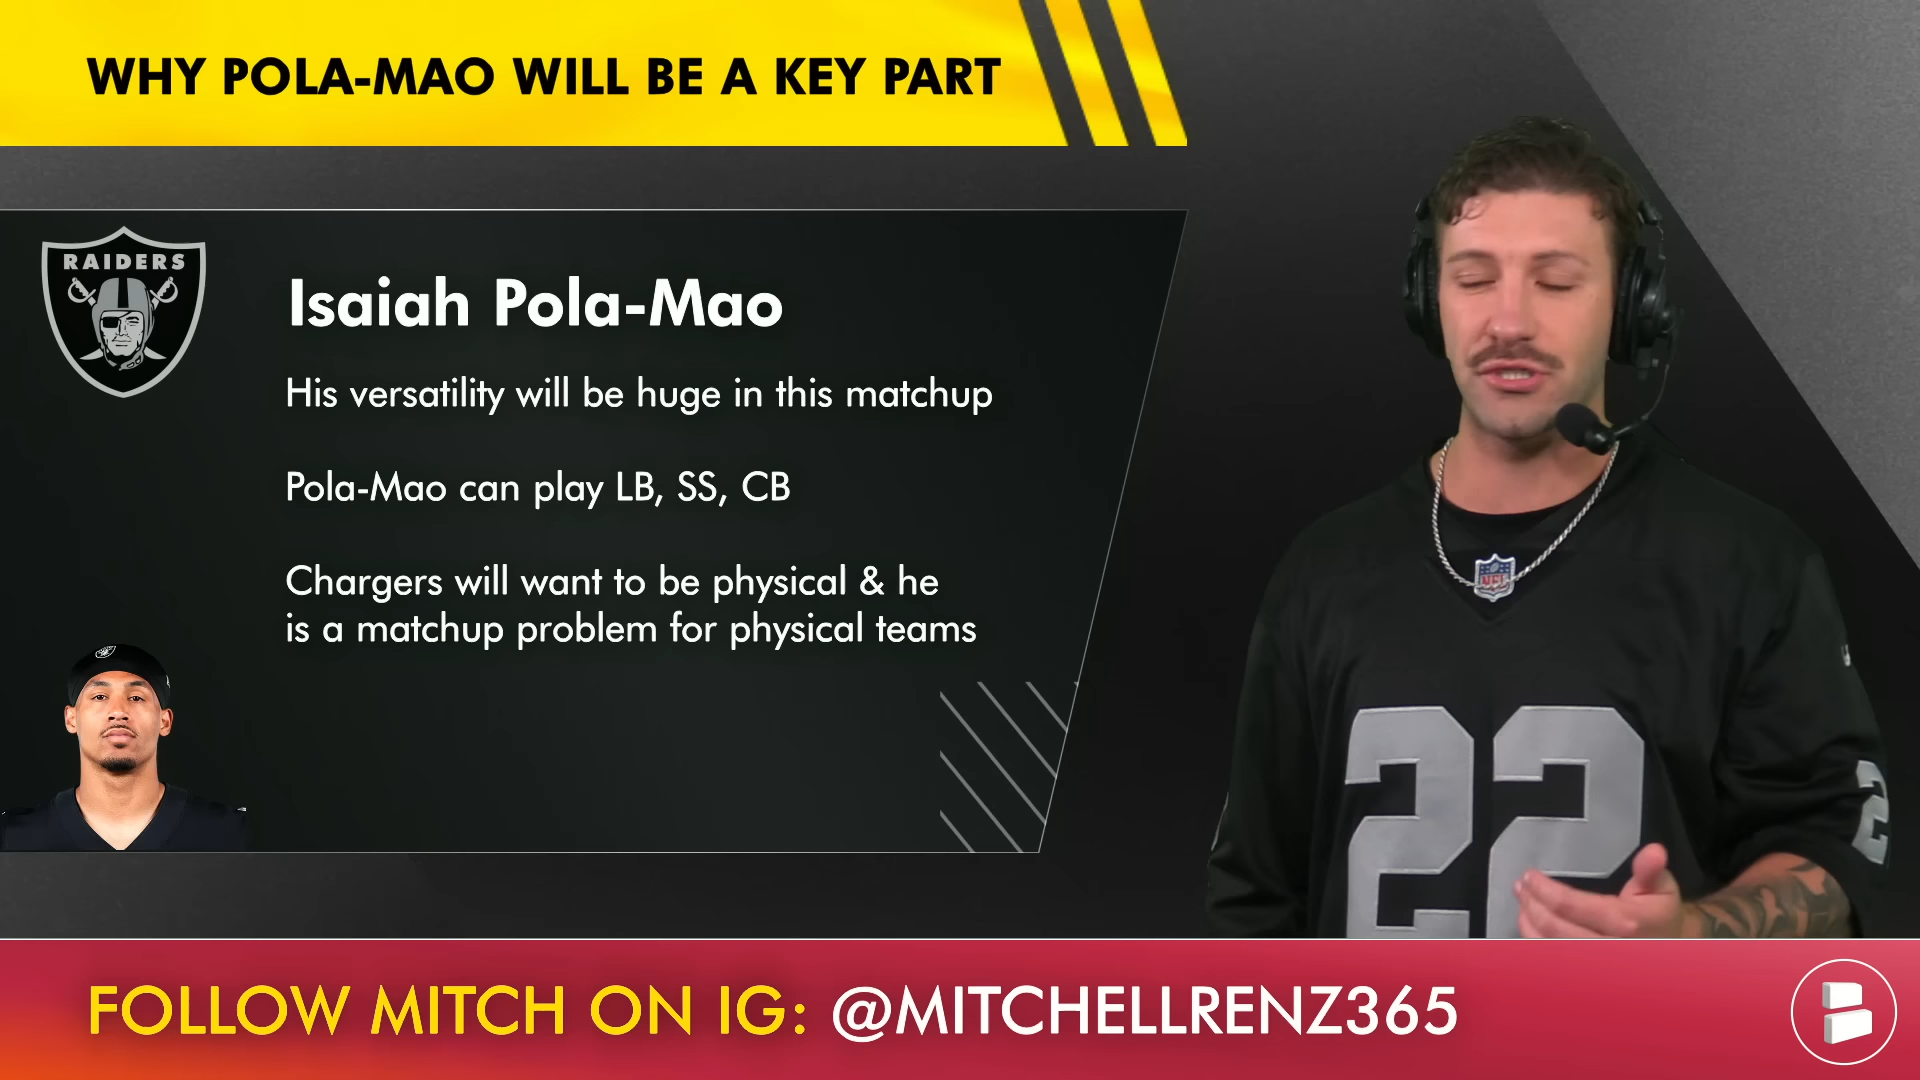 WHY POLA-MAO WILL BE A KEY PART
RAIDERS
Isaiah Pola-Mao
His versatility will be huge in this matchup
Pola-Mao can play LB, SS, CB
Chargers will want to be physical & he
is a matchup problem for physical teams
NFL
22
2
FOLLOW MITCH ON IG: @MITCHELLRENZ365